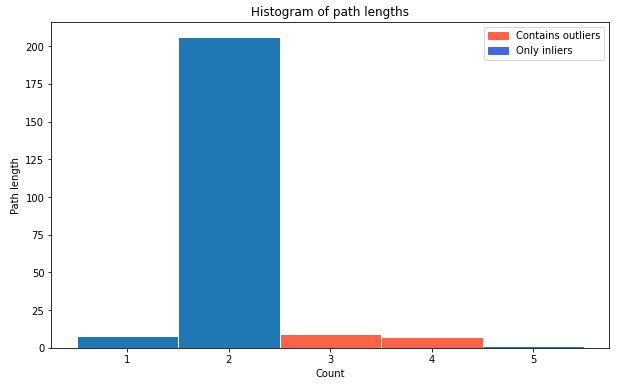 Histogram of path lengths
Contains outliers
Only inliers
200
175
150
125
100
75
50
25
0
Path length
1 2 3 4 5
Count